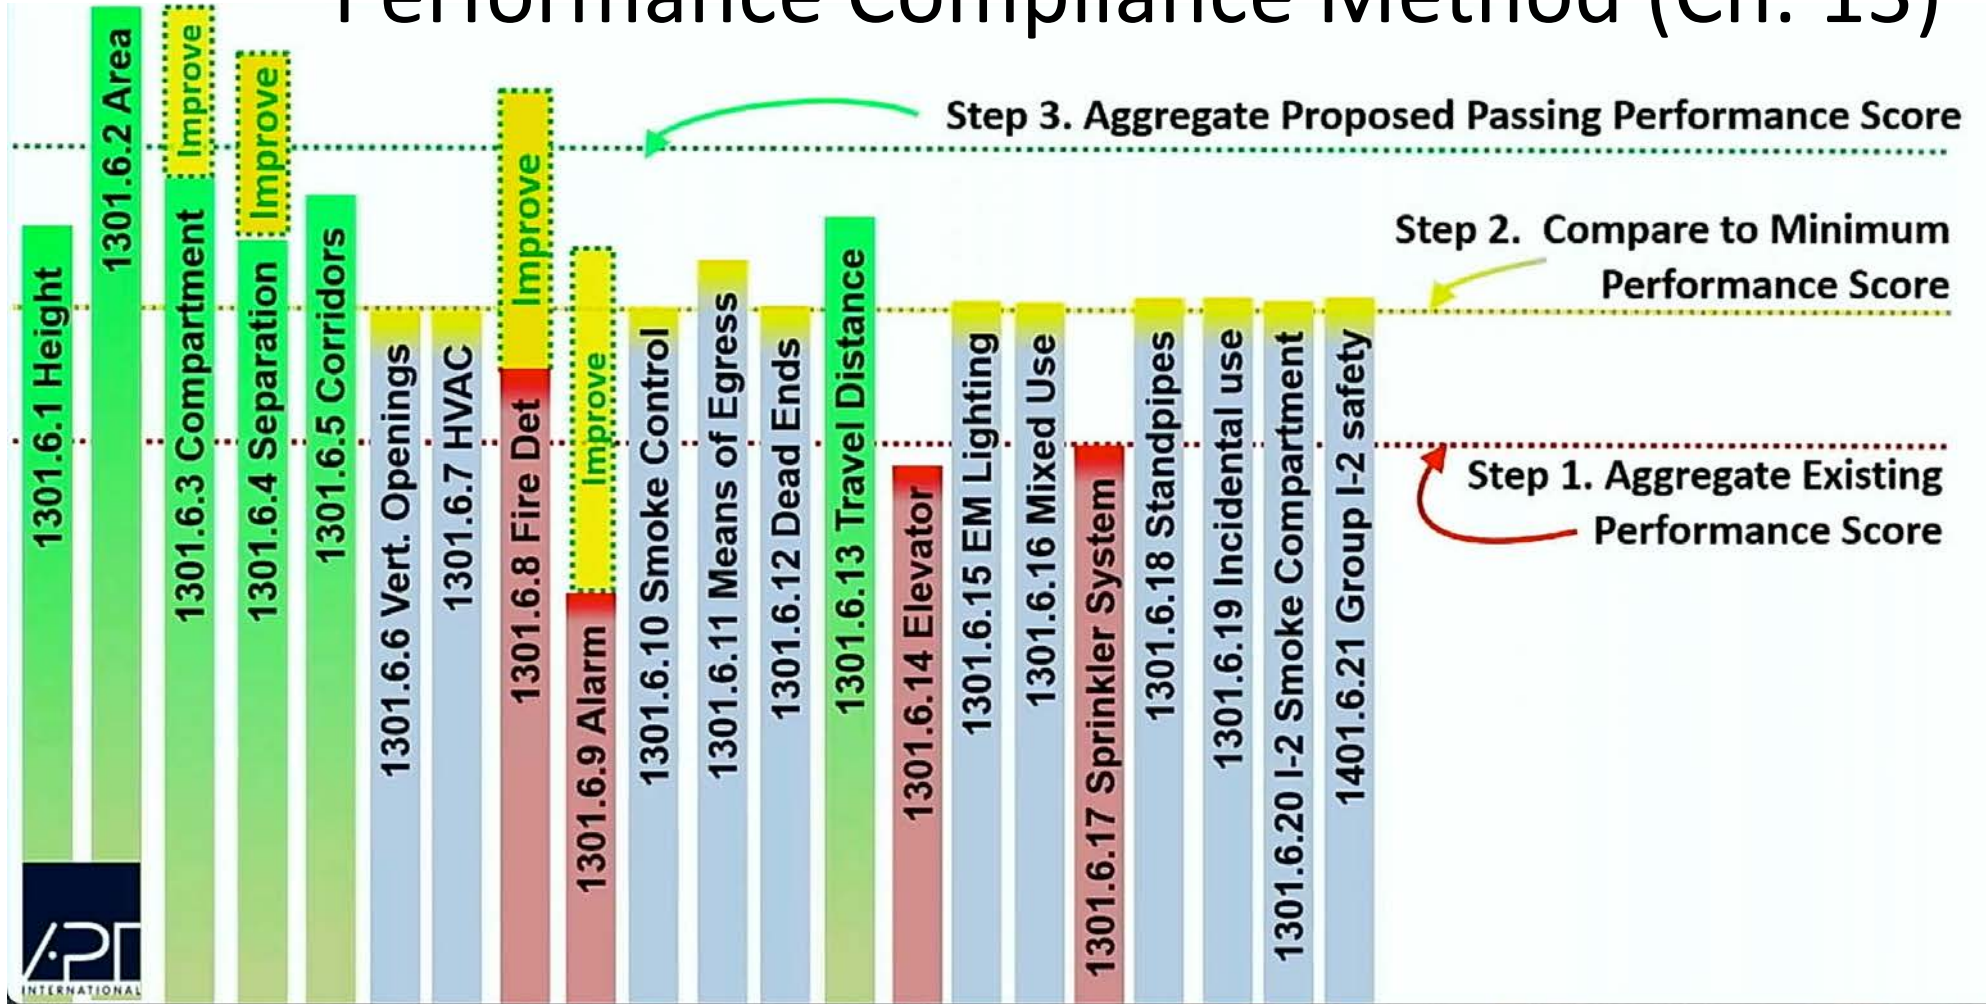 Performance Compliance Method (Ch. 13)
Step 3. Aggregate Proposed Passing Performance Score
Step 2. Compare to Minimum
Performance Score
Step 1. Aggregate Existing
Performance Score
1301.6.1 Height
1301.6.2 Area
Improve
1301.6.3 Compartment
Improve
1301.6.4 Separation
1301.6.5 Corridors
1301.6.6 Vert. Openings
1301.6.7 HVAC
Improve
1301.6.8 Fire Det
Improve
1301.6.9 Alarm
1301.6.10 Smoke Control
1301.6.11 Means of Egress
1301.6.12 Dead Ends
1301.6.13 Travel Distance
1301.6.14 Elevator
1301.6.15 EM Lighting
1301.6.16 Mixed Use
1301.6.17 Sprinkler System
1301.6.18 Standpipes
1301.6.19 Incidental use
1301.6.20 I-2 Smoke Compartment
1401.6.21 Group I-2 safety
API
INTERNATIONAL